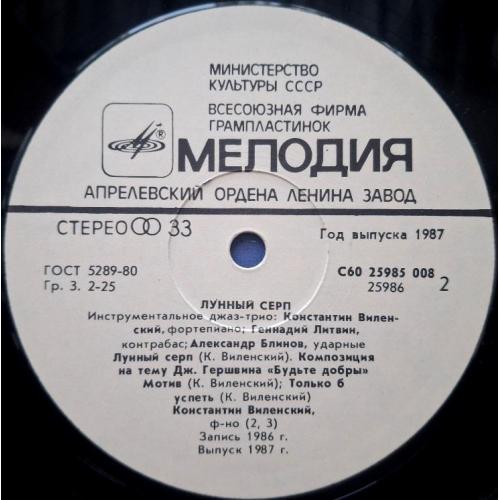 МИНИСТЕРСТВО
КУЛЬТУРЫ СССР
ВСЕСОЮЗНАЯ ФИРМА
ГРАМПЛАСТИНОК
®
МЕЛОДИЯ
АПРЕЛЕВСКИЙ ОРДЕНА ЛЕНИНА ЗАВОД
СТЕРЕО 33
Год выпуска 1987
ГОСТ 5289-80
Гр. 3. 2-25
С60 25985 008
25986 2
ЛУННЫЙ СЕРП
Инструментальное джаз-трио: Константин Вилен-
ский, фортепиано; Геннадий Литвин,
контрабас; Александр Блинов, ударные
Лунный серп (К. Виленский). Композиция
на тему Дж. Гершвина «Будьте добры»
Мотив (К. Виленский); Только б
успеть (К. Виленский)
Константин Виленский,
ф-но (2, 3)
Запись 1986 г.
Выпуск 1987 г.